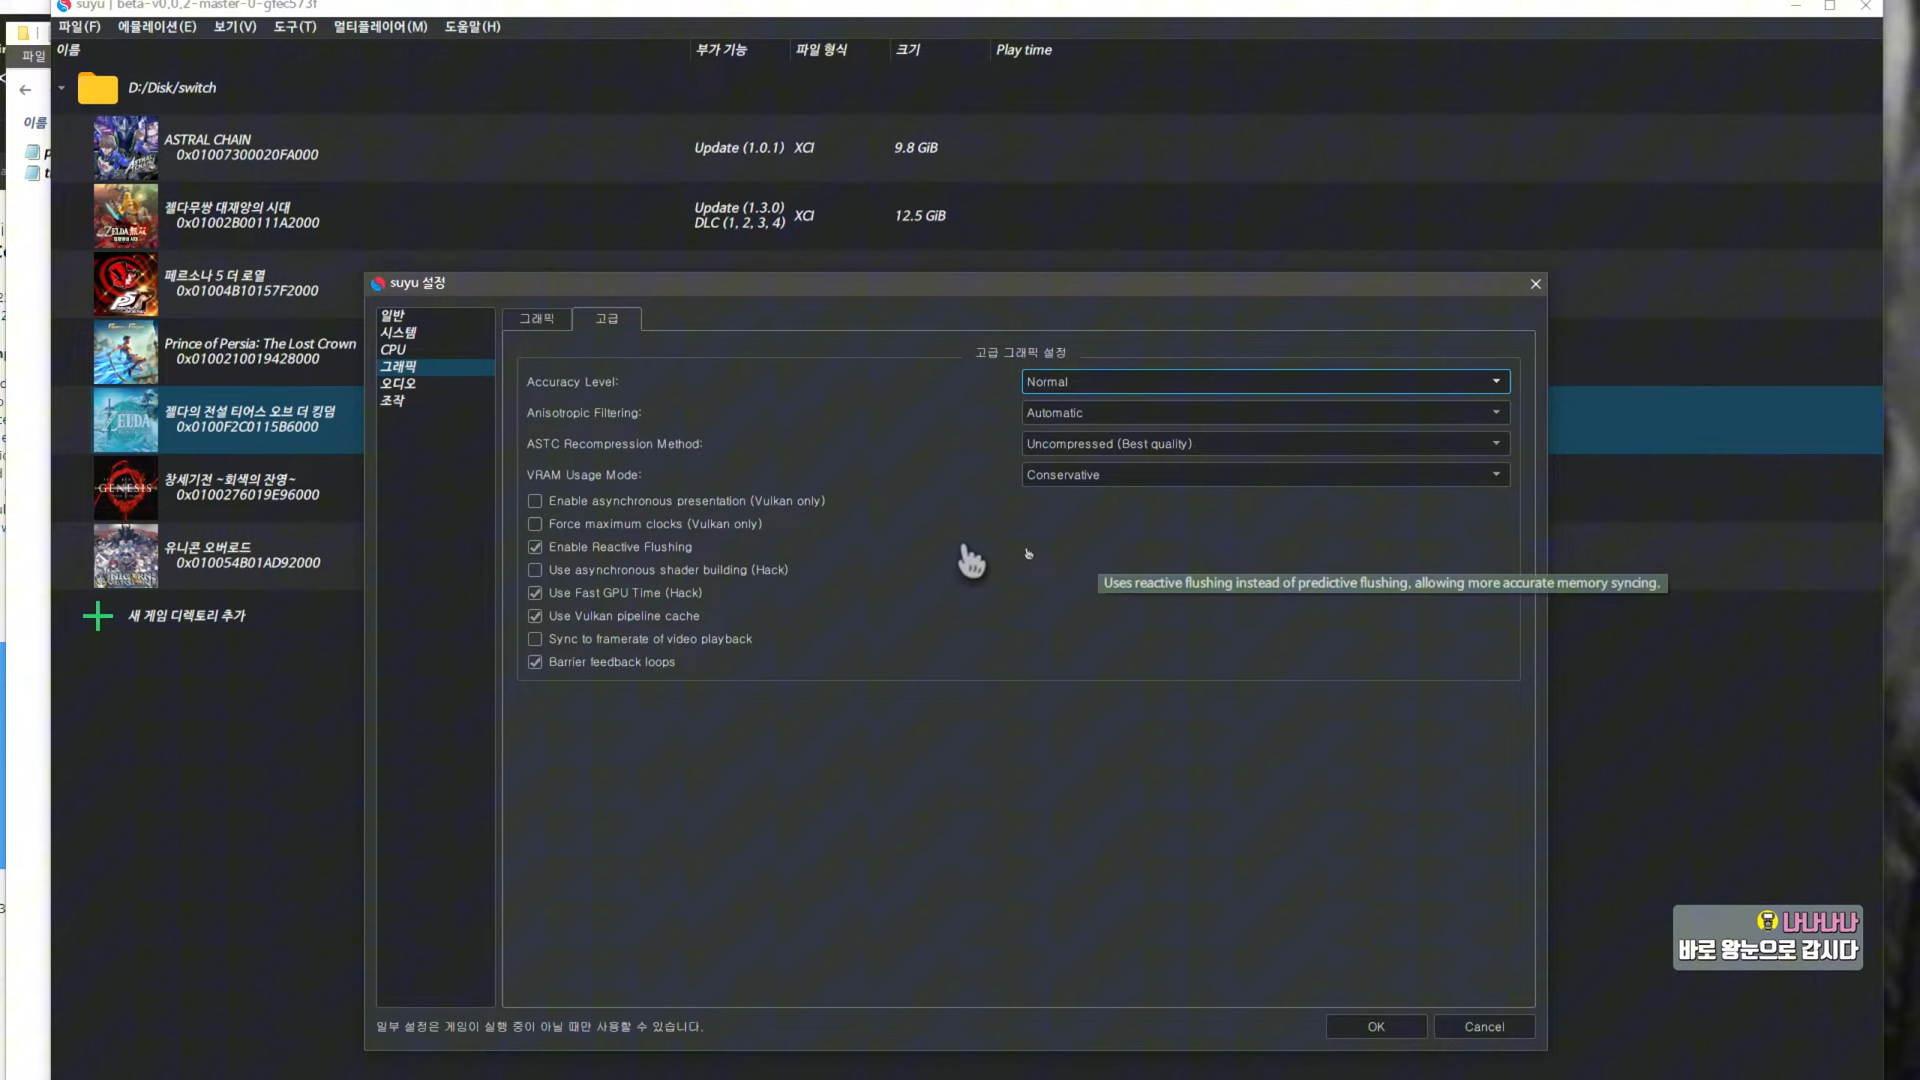 suyu | beta-v0.0.2-master-0-gfec573f
파일(F) 에뮬레이션(E) 보기(V) 도구(T) 멀티플레이어(M) 도움말(H)
파일
이름 부가 기능 파일 형식 크기 Play time
D:/Disk/switch
이름
ASTRAL CHAIN
0x01007300020FA000
Update (1.0.1) XCI 9.8 GiB
젤다무쌍 대재앙의 시대
0x01002B00111A2000
Update (1.3.0)
DLC (1, 2, 3, 4)
XCI 12.5 GiB
페르소나 5 더 로열
0x01004B10157F2000
Prince of Persia: The Lost Crown
0x0100210019428000
젤다의 전설 티어스 오브 더 킹덤
0x0100F2C0115B6000
ZELDA
창세기전 ~회색의 잔영~
0x0100276019E96000
GENESIS
유니콘 오버로드
0x010054B01AD92000
새 게임 디렉토리 추가
suyu 설정
일반
시스템
CPU
그래픽
오디오
조작
그래픽 고급
고급 그래픽 설정
Accuracy Level: Normal
Anisotropic Filtering: Automatic
ASTC Recompression Method: Uncompressed (Best quality)
VRAM Usage Mode: Conservative
Enable asynchronous presentation (Vulkan only)
Force maximum clocks (Vulkan only)
Enable Reactive Flushing
Use asynchronous shader building (Hack)
Uses reactive flushing instead of predictive flushing, allowing more accurate memory syncing.
Use Fast GPU Time (Hack)
Use Vulkan pipeline cache
Sync to framerate of video playback
Barrier feedback loops
나나나나
바로 왕눈으로 갑시다
일부 설정은 게임이 실행 중이 아닐 때만 사용할 수 있습니다.
OK Cancel